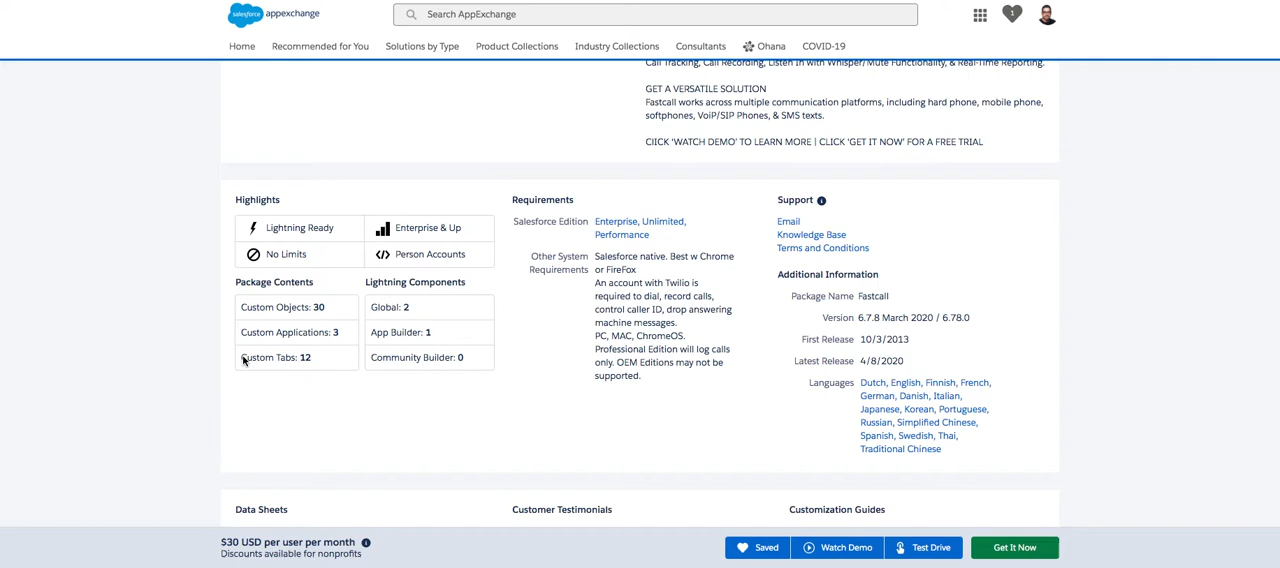 salesforce appexchange
Search AppExchange
1
Home Recommended for You Solutions by Type Product Collections Industry Collections Consultants Ohana COVID-19
Call Tracking, Call Recording, Listen In with Whisper/Mute Functionality, & Real-Time Reporting.
GET A VERSATILE SOLUTION
Fastcall works across multiple communication platforms, including hard phone, mobile phone,
softphones, VoiP/SIP Phones, & SMS texts.
ClICK 'WATCH DEMO' TO LEARN MORE | CLICK 'GET IT NOW' FOR A FREE TRIAL
Highlights
Lightning Ready
Enterprise & Up
No Limits
Person Accounts
Package Contents
Custom Objects: 30
Custom Applications: 3
Custom Tabs: 12
Lightning Components
Global: 2
App Builder: 1
Community Builder: 0
Requirements
Salesforce Edition Enterprise, Unlimited,
Performance
Other System Salesforce native. Best w Chrome
Requirements or FireFox
An account with Twilio is
required to dial, record calls,
control caller ID, drop answering
machine messages.
PC, MAC, ChromeOS.
Professional Edition will log calls
only. OEM Editions may not be
supported.
Support i
Email
Knowledge Base
Terms and Conditions
Additional Information
Package Name Fastcall
Version 6.7.8 March 2020 / 6.78.0
First Release 10/3/2013
Latest Release 4/8/2020
Languages Dutch, English, Finnish, French,
German, Danish, Italian,
Japanese, Korean, Portuguese,
Russian, Simplified Chinese,
Spanish, Swedish, Thai,
Traditional Chinese
Data Sheets
Customer Testimonials
Customization Guides
$30 USD per user per month i
Discounts available for nonprofits
Saved
Watch Demo
Test Drive
Get It Now